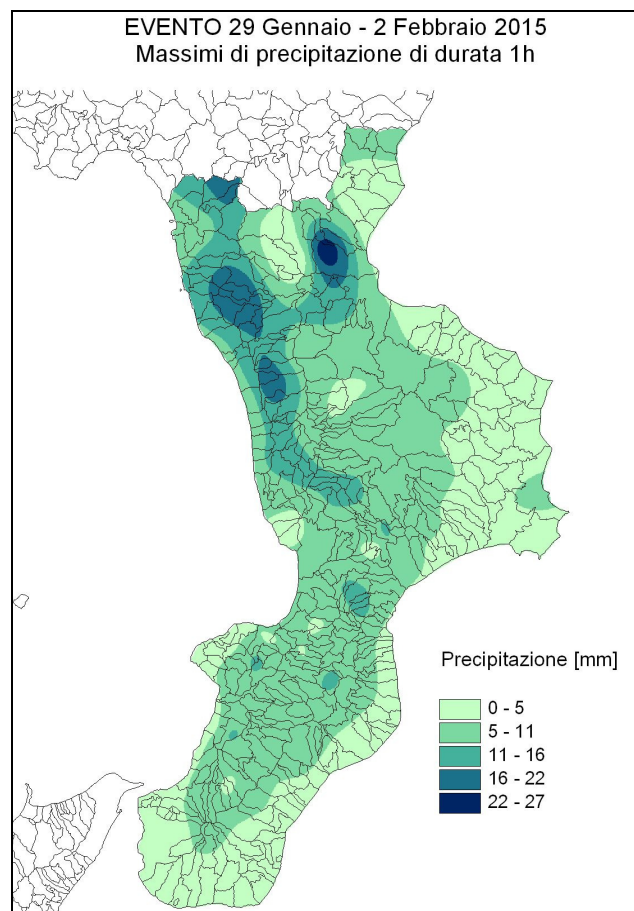 EVENTO 29 Gennaio - 2 Febbraio 2015
Massimi di precipitazione di durata 1h
Precipitazione [mm]
0 - 5
5 - 11
11 - 16
16 - 22
22 - 27